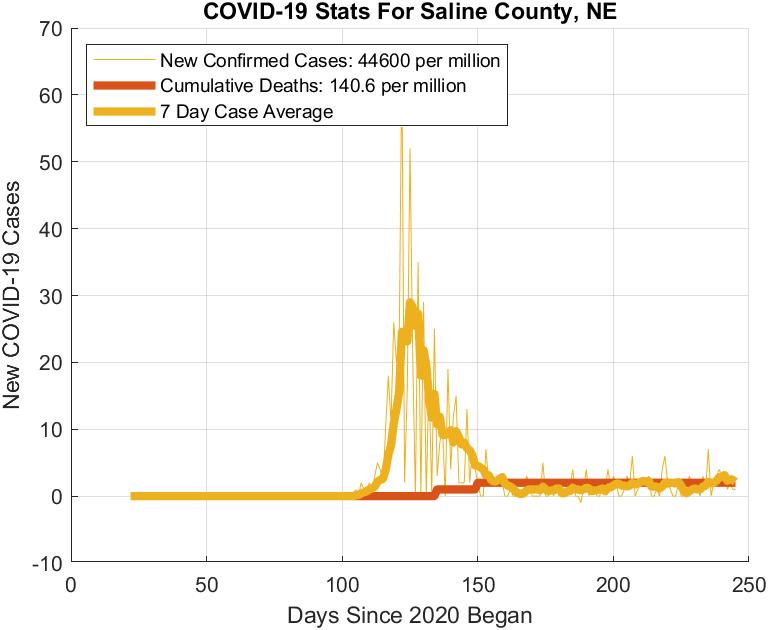 COVID-19 Stats For Saline County, NE
70
60
50
40
30
20
10
0
-10
New COVID-19 Cases
New Confirmed Cases: 44600 per million
Cumulative Deaths: 140.6 per million
7 Day Case Average
0 50 100 150 200 250
Days Since 2020 Began